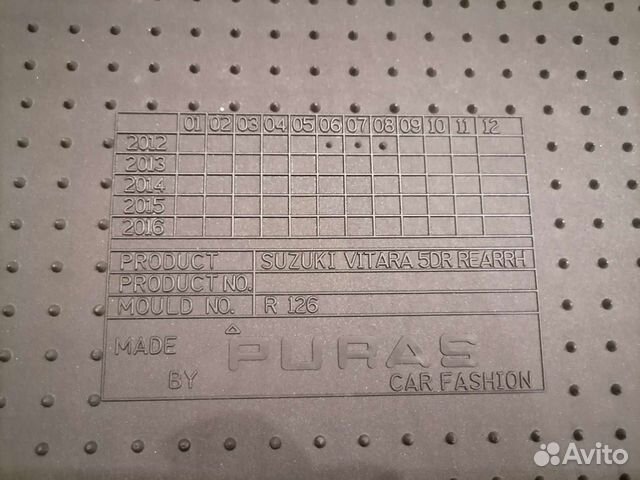 01 02 03 04 05 06 07 08 09 10 11 12
2012
2013
2014
2015
2016
PRODUCT SUZUKI VITARA 5DR REARRH
PRODUCT NO.
MOULD NO. R 126
MADE BY PURAS CAR FASHION
Avito